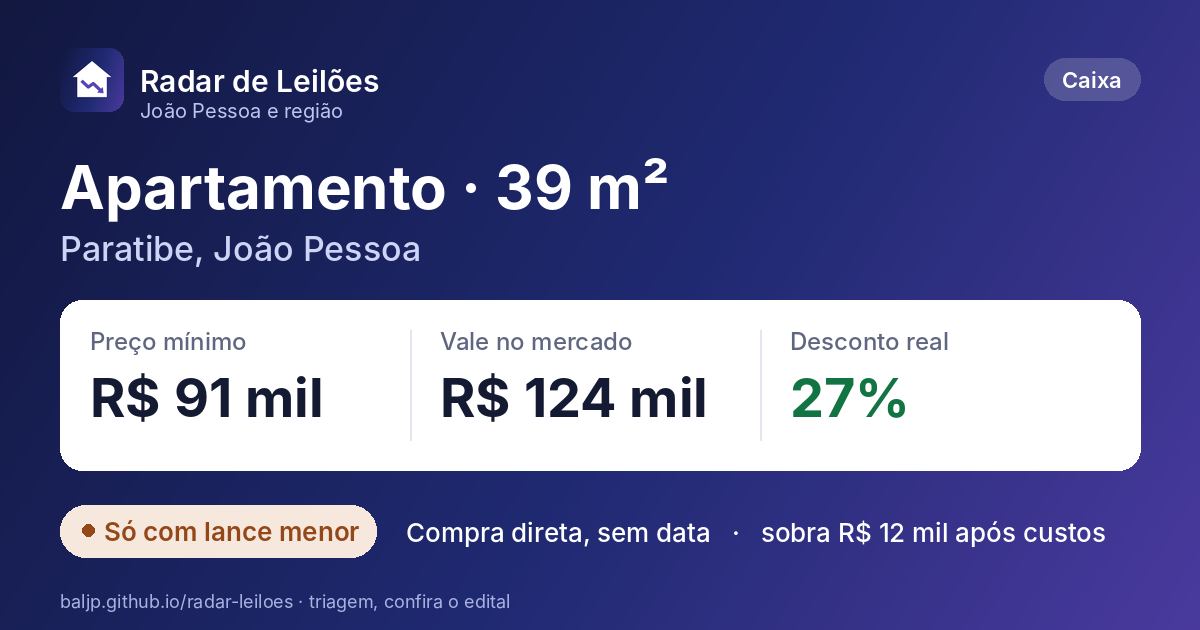 Radar de Leilões
João Pessoa e região
Caixa
Apartamento · 39 m²
Paratibe, João Pessoa
Preço mínimo
R$ 91 mil
Vale no mercado
R$ 124 mil
Desconto real
27%
Só com lance menor
Compra direta, sem data · sobra R$ 12 mil após custos
baljp.github.io/radar-leiloes · triagem, confira o edital